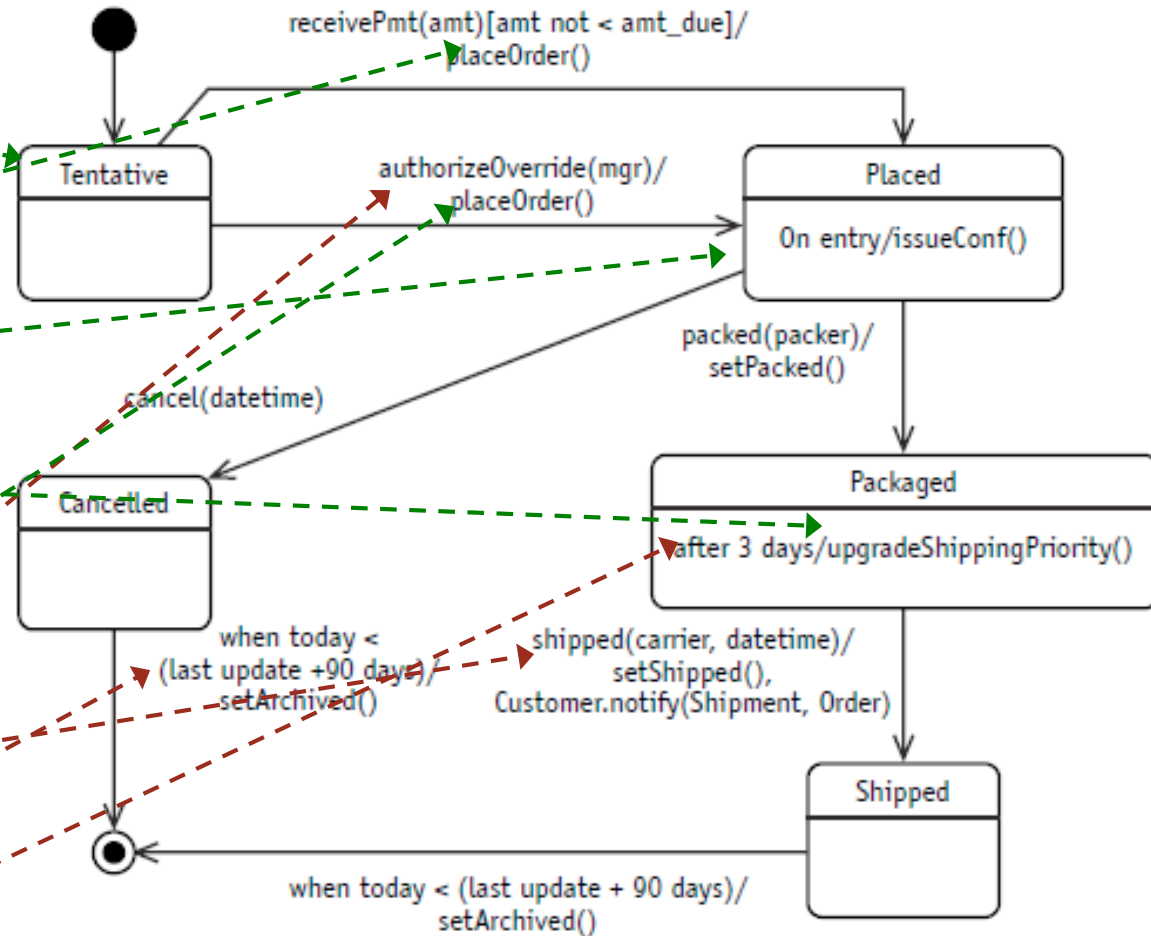 receivePmt(amt)[amt not < amt_due]/
placeOrder()
Tentative
authorizeOverride(mgr)/
placeOrder()
Placed
On entry/issueConf()
packed(packer)/
setPacked()
cancel(datetime)
Cancelled
Packaged
after 3 days/upgradeShippingPriority()
when today <
(last update +90 days)/
setArchived()
shipped(carrier, datetime)/
setShipped(),
Customer.notify(Shipment, Order)
Shipped
when today < (last update + 90 days)/
setArchived()